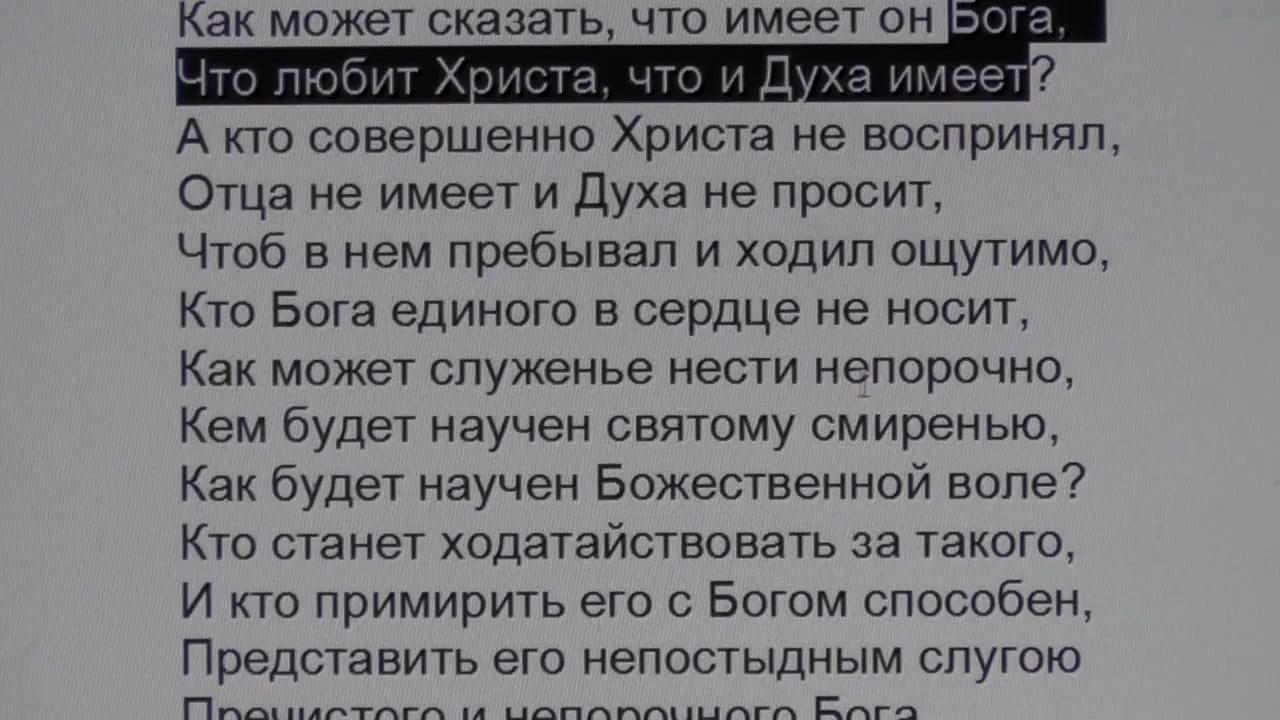 Как может сказать, что имеет он Бога,
Что любит Христа, что и Духа имеет?
А кто совершенно Христа не воспринял,
Отца не имеет и Духа не просит,
Чтоб в нем пребывал и ходил ощутимо,
Кто Бога единого в сердце не носит,
Как может служенье нести непорочно,
Кем будет научен святому смиренью,
Как будет научен Божественной воле?
Кто станет ходатайствовать за такого,
И кто примирить его с Богом способен,
Представить его непостыдным слугою
Пречистого и непорочного Бога